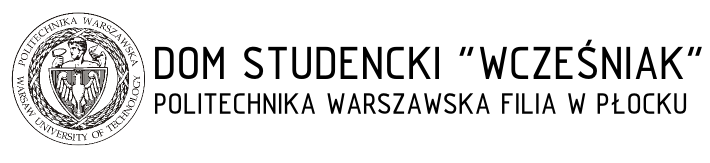 POLITECHNIKA WARSZAWSKA
WARSAW UNIVERSITY OF TECHNOLOGY
DOM STUDENCKI "WCZEŚNIAK"
POLITECHNIKA WARSZAWSKA FILIA W PŁOCKU